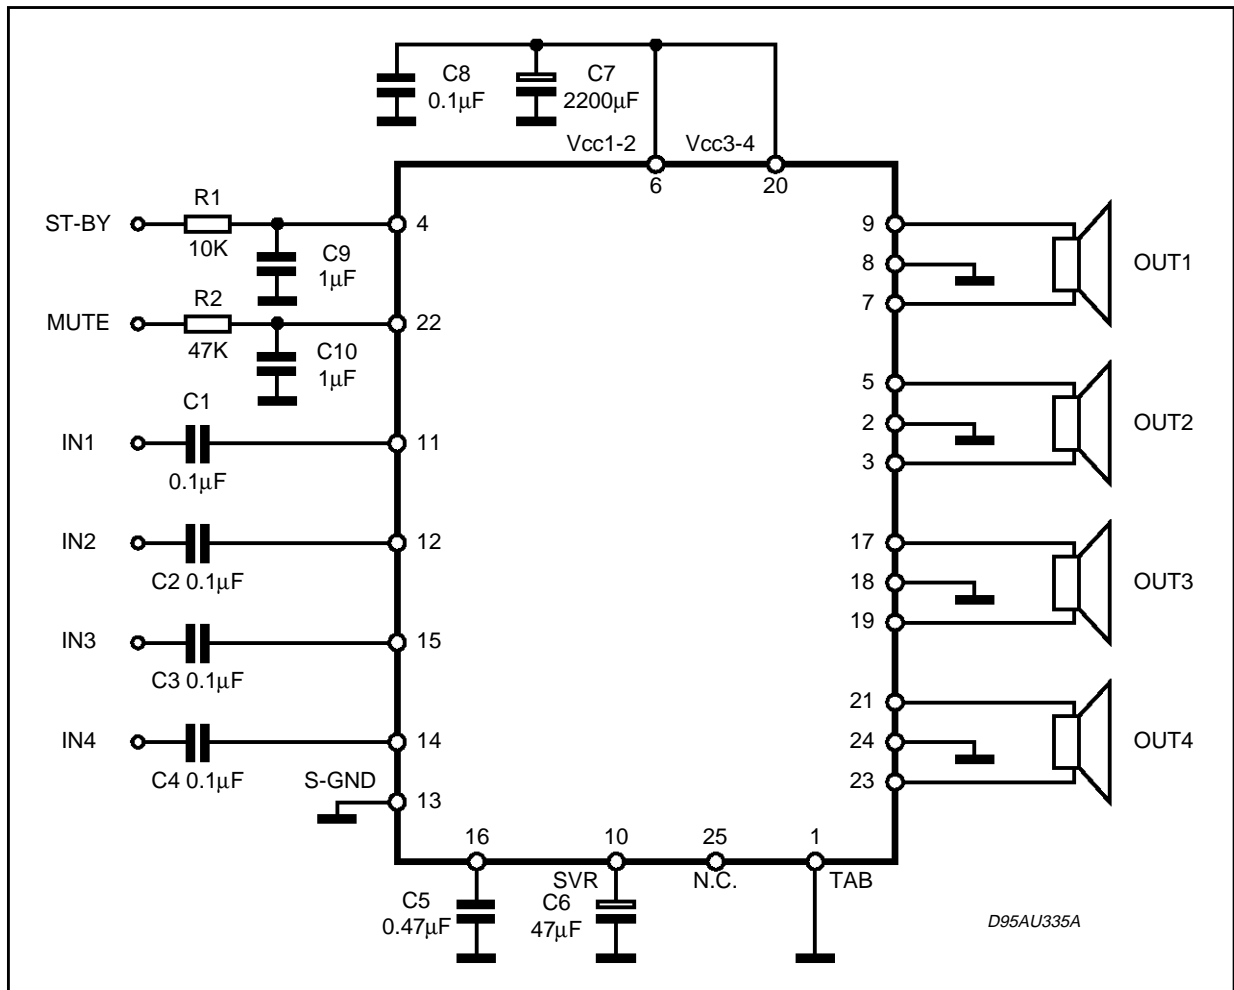 C8
0.1μF
C7
2200μF
Vcc1-2
Vcc3-4
6
20
ST-BY
R1
10K
C9
1μF
4
MUTE
R2
47K
C10
1μF
22
IN1
C1
0.1μF
11
IN2
C2 0.1μF
12
IN3
C3 0.1μF
15
IN4
C4 0.1μF
14
S-GND
13
9
8
7
OUT1
5
2
3
OUT2
17
18
19
OUT3
21
24
23
OUT4
16
10
25
1
SVR
N.C.
TAB
C5
0.47μF
C6
47μF
D95AU335A